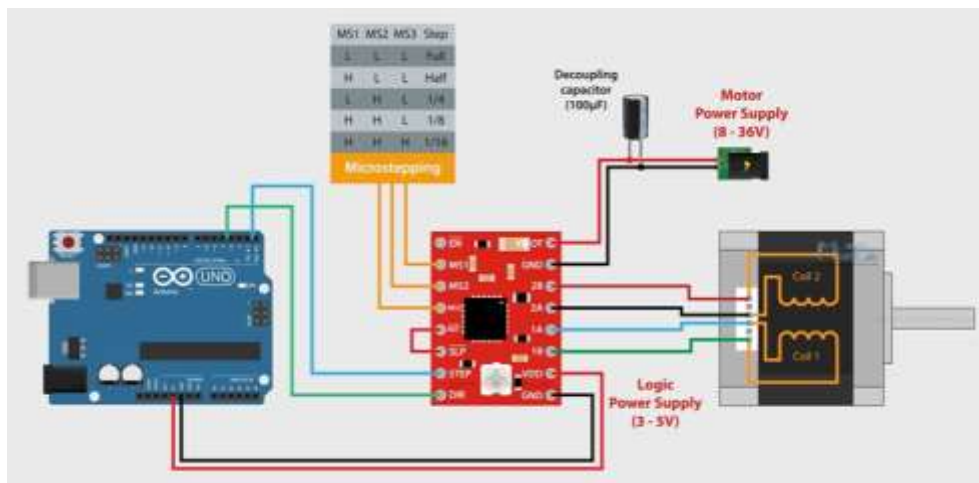 MS1 MS2 MS3 Step
L L L Full
H L L Half
L H L 1/4
H H L 1/8
H H H 1/16
Microstepping
Decoupling
capacitor
(100µF)
Motor
Power Supply
(8 - 36V)
UNO
Arduino
EN
MS1
MS2
SLP
STEP
DIR
GND
2B
2A
1A
1B
VDD
GND
Coil 2
Coil 1
Logic
Power Supply
(3 - 5V)